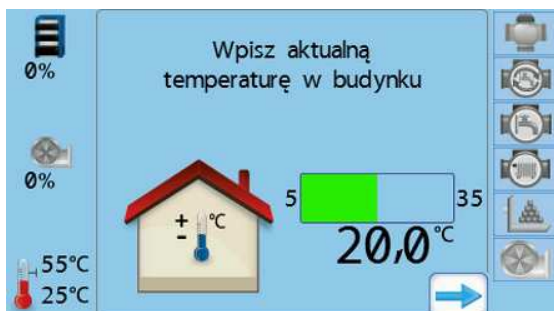 0%
0%
55°C
25°C
Wpisz aktualną
temperaturę w budynku
+
-
°C
5
35
20,0°C